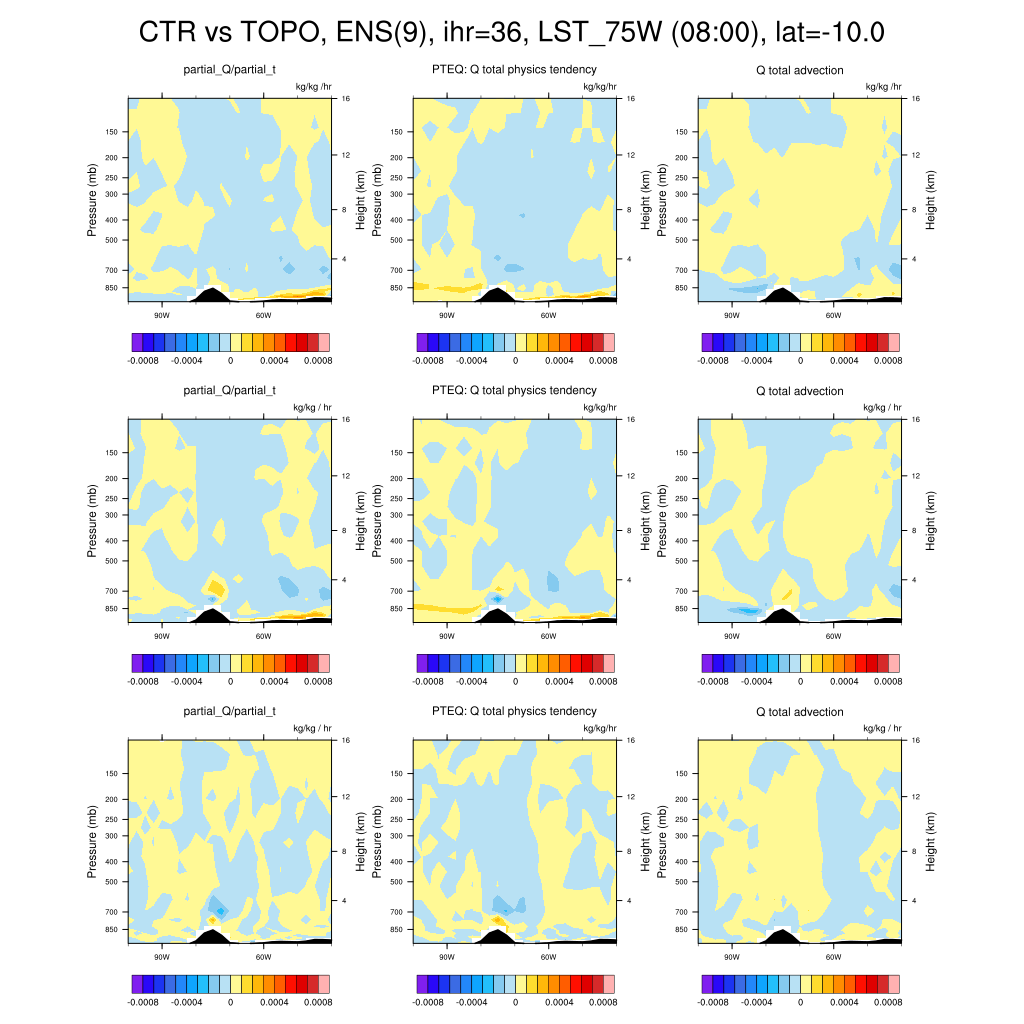 CTR vs TOPO, ENS(9), ihr=36, LST_75W (08:00), lat=-10.0
partial_Q/partial_t
PTEQ: Q total physics tendency
Q total advection
kg/kg /hr
kg/kg/hr
kg/kg /hr
Pressure (mb)
150
200
250
300
400
500
700
850
90W
60W
16
12
8
4
Height (km)
Pressure (mb)
150
200
250
300
400
500
700
850
90W
60W
16
12
8
4
Height (km)
Pressure (mb)
150
200
250
300
400
500
700
850
90W
60W
16
12
8
4
Height (km)
-0.0008 -0.0004 0 0.0004 0.0008
-0.0008 -0.0004 0 0.0004 0.0008
-0.0008 -0.0004 0 0.0004 0.0008
partial_Q/partial_t
PTEQ: Q total physics tendency
Q total advection
kg/kg / hr
kg/kg/hr
kg/kg / hr
Pressure (mb)
150
200
250
300
400
500
700
850
90W
60W
16
12
8
4
Height (km)
Pressure (mb)
150
200
250
300
400
500
700
850
90W
60W
16
12
8
4
Height (km)
Pressure (mb)
150
200
250
300
400
500
700
850
90W
60W
16
12
8
4
Height (km)
-0.0008 -0.0004 0 0.0004 0.0008
-0.0008 -0.0004 0 0.0004 0.0008
-0.0008 -0.0004 0 0.0004 0.0008
partial_Q/partial_t
PTEQ: Q total physics tendency
Q total advection
kg/kg / hr
kg/kg/hr
kg/kg / hr
Pressure (mb)
150
200
250
300
400
500
700
850
90W
60W
16
12
8
4
Height (km)
Pressure (mb)
150
200
250
300
400
500
700
850
90W
60W
16
12
8
4
Height (km)
Pressure (mb)
150
200
250
300
400
500
700
850
90W
60W
16
12
8
4
Height (km)
-0.0008 -0.0004 0 0.0004 0.0008
-0.0008 -0.0004 0 0.0004 0.0008
-0.0008 -0.0004 0 0.0004 0.0008